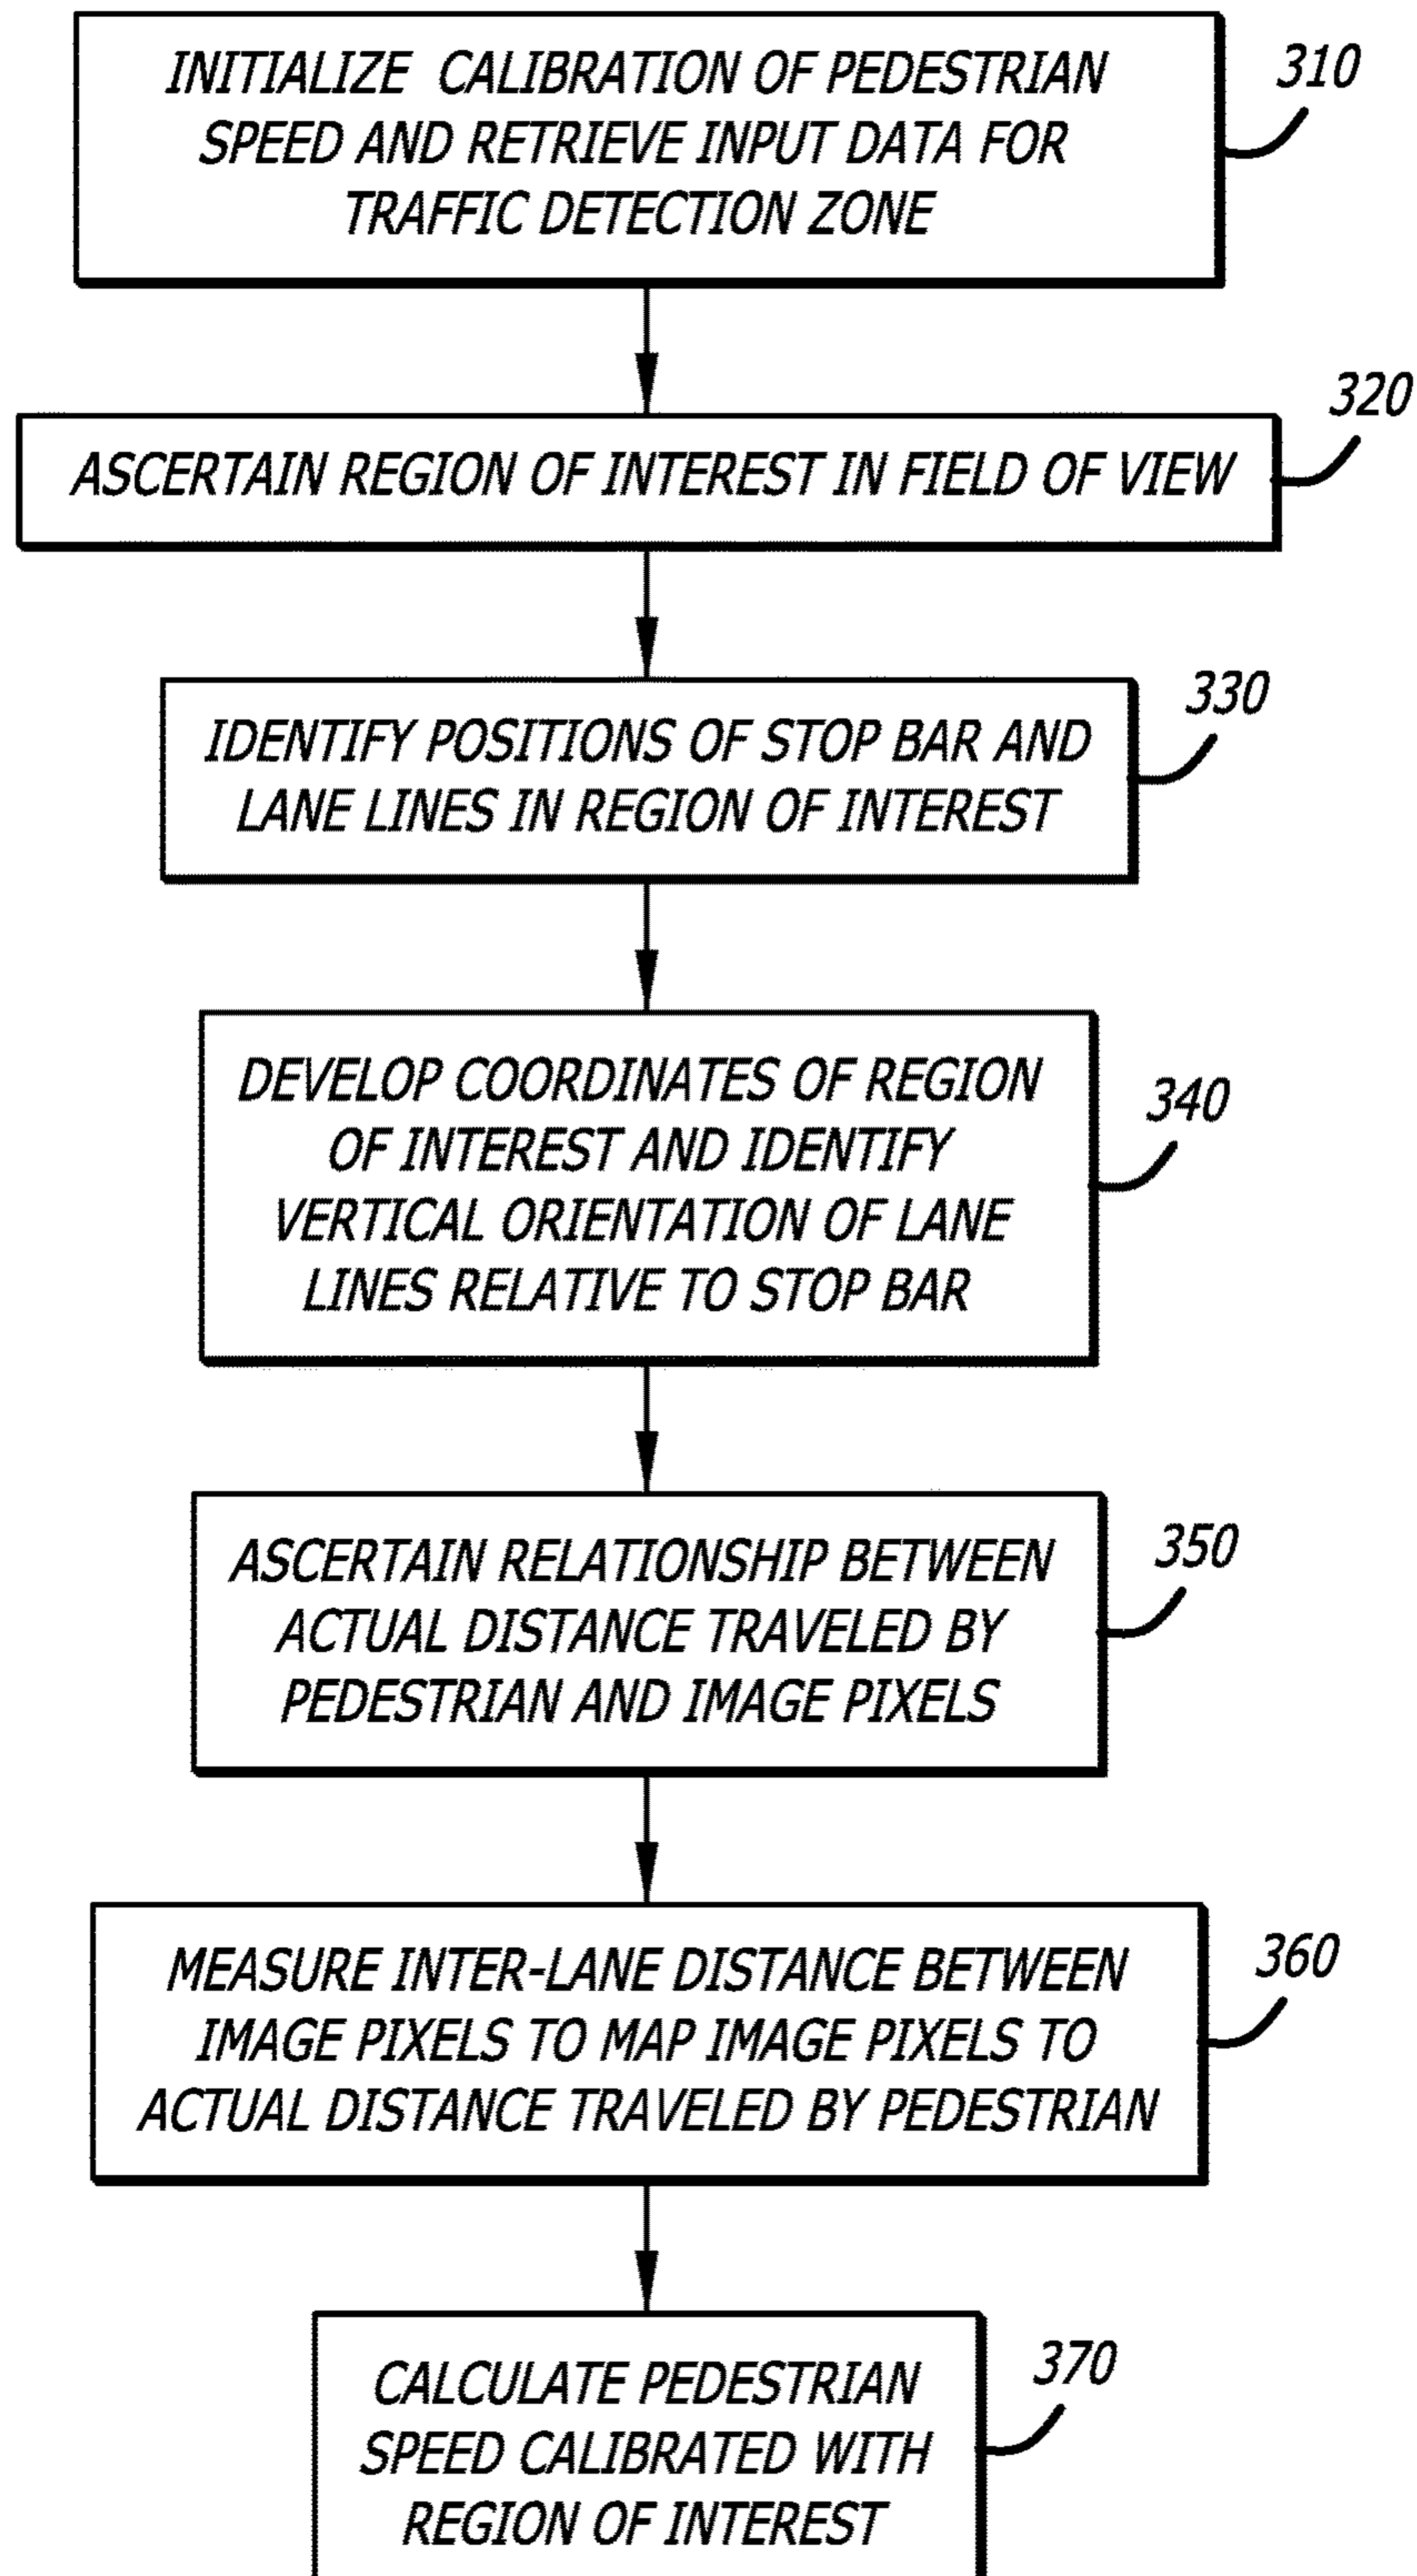 INITIALIZE CALIBRATION OF PEDESTRIAN
SPEED AND RETRIEVE INPUT DATA FOR
TRAFFIC DETECTION ZONE
310
ASCERTAIN REGION OF INTEREST IN FIELD OF VIEW
320
IDENTIFY POSITIONS OF STOP BAR AND
LANE LINES IN REGION OF INTEREST
330
DEVELOP COORDINATES OF REGION
OF INTEREST AND IDENTIFY
VERTICAL ORIENTATION OF LANE
LINES RELATIVE TO STOP BAR
340
ASCERTAIN RELATIONSHIP BETWEEN
ACTUAL DISTANCE TRAVELED BY
PEDESTRIAN AND IMAGE PIXELS
350
MEASURE INTER-LANE DISTANCE BETWEEN
IMAGE PIXELS TO MAP IMAGE PIXELS TO
ACTUAL DISTANCE TRAVELED BY PEDESTRIAN
360
CALCULATE PEDESTRIAN
SPEED CALIBRATED WITH
REGION OF INTEREST
370